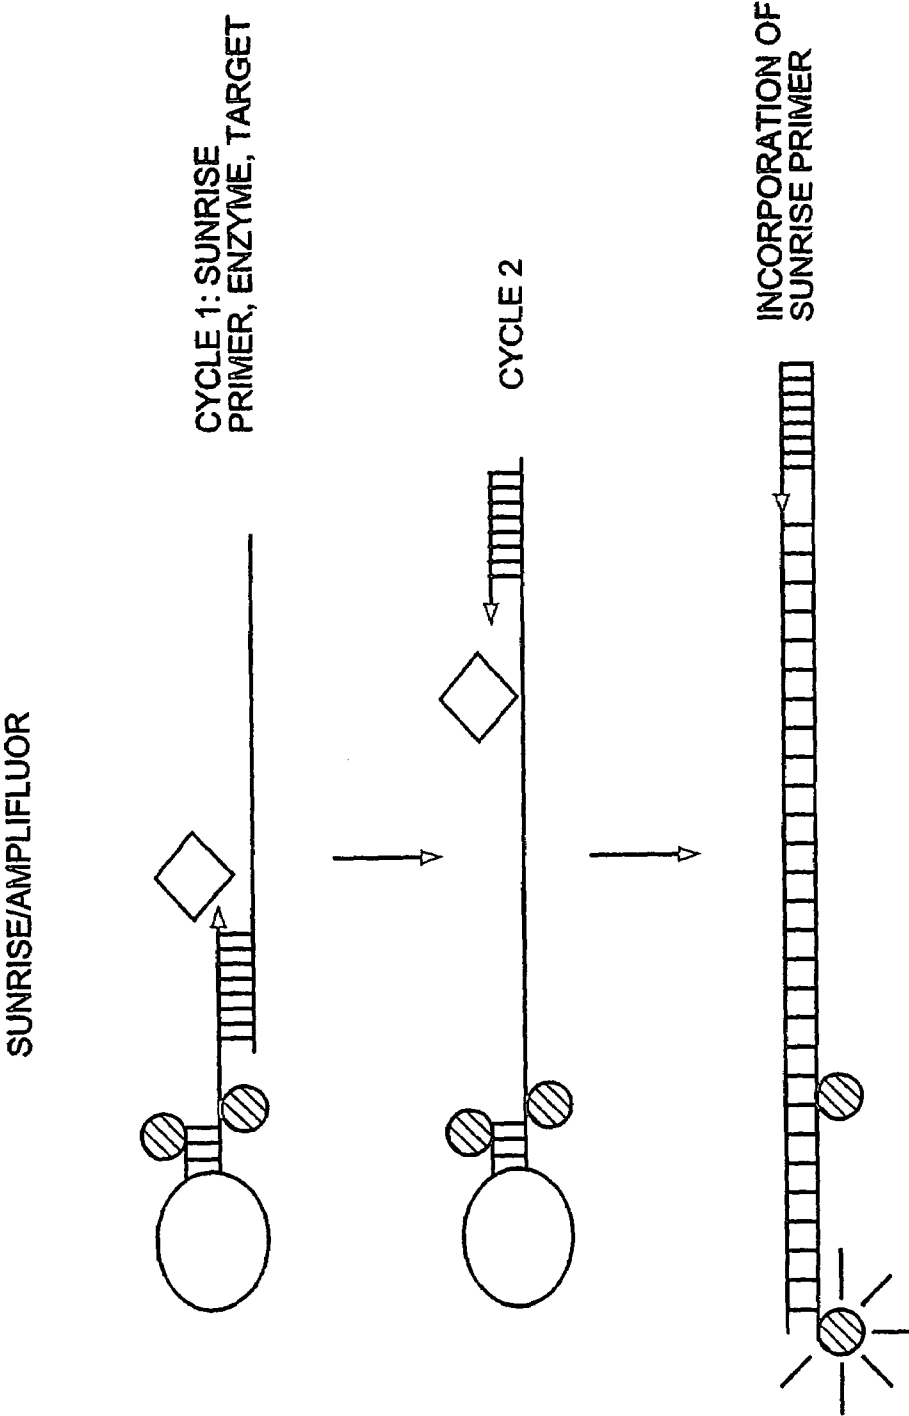 SUNRISE/AMPLIFLUOR
CYCLE 1: SUNRISE
PRIMER, ENZYME, TARGET
CYCLE 2
INCORPORATION OF
SUNRISE PRIMER